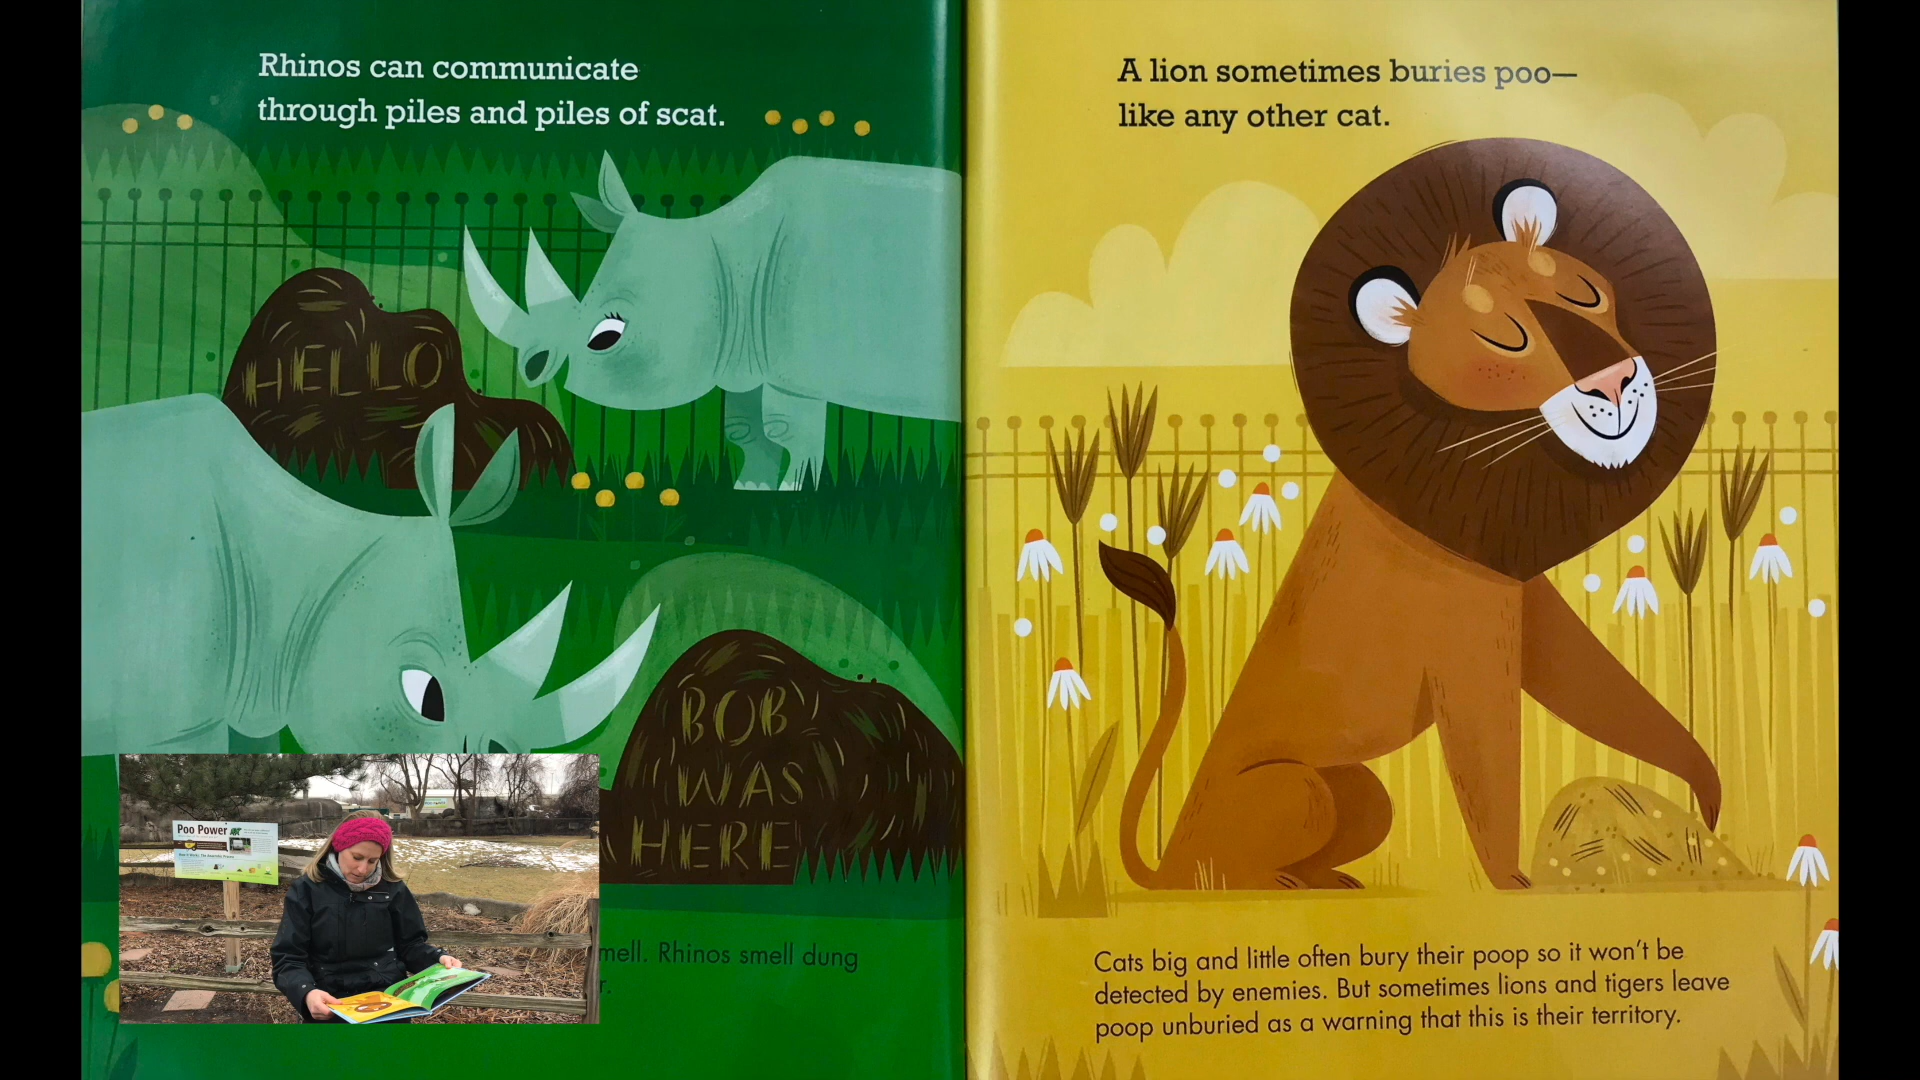 Rhinos can communicate
through piles and piles of scat.
HELLO
BOB
WAS
HERE
smell. Rhinos smell dung
A lion sometimes buries poo—
like any other cat.
Cats big and little often bury their poop so it won't be
detected by enemies. But sometimes lions and tigers leave
poop unburied as a warning that this is their territory.
Poo Power